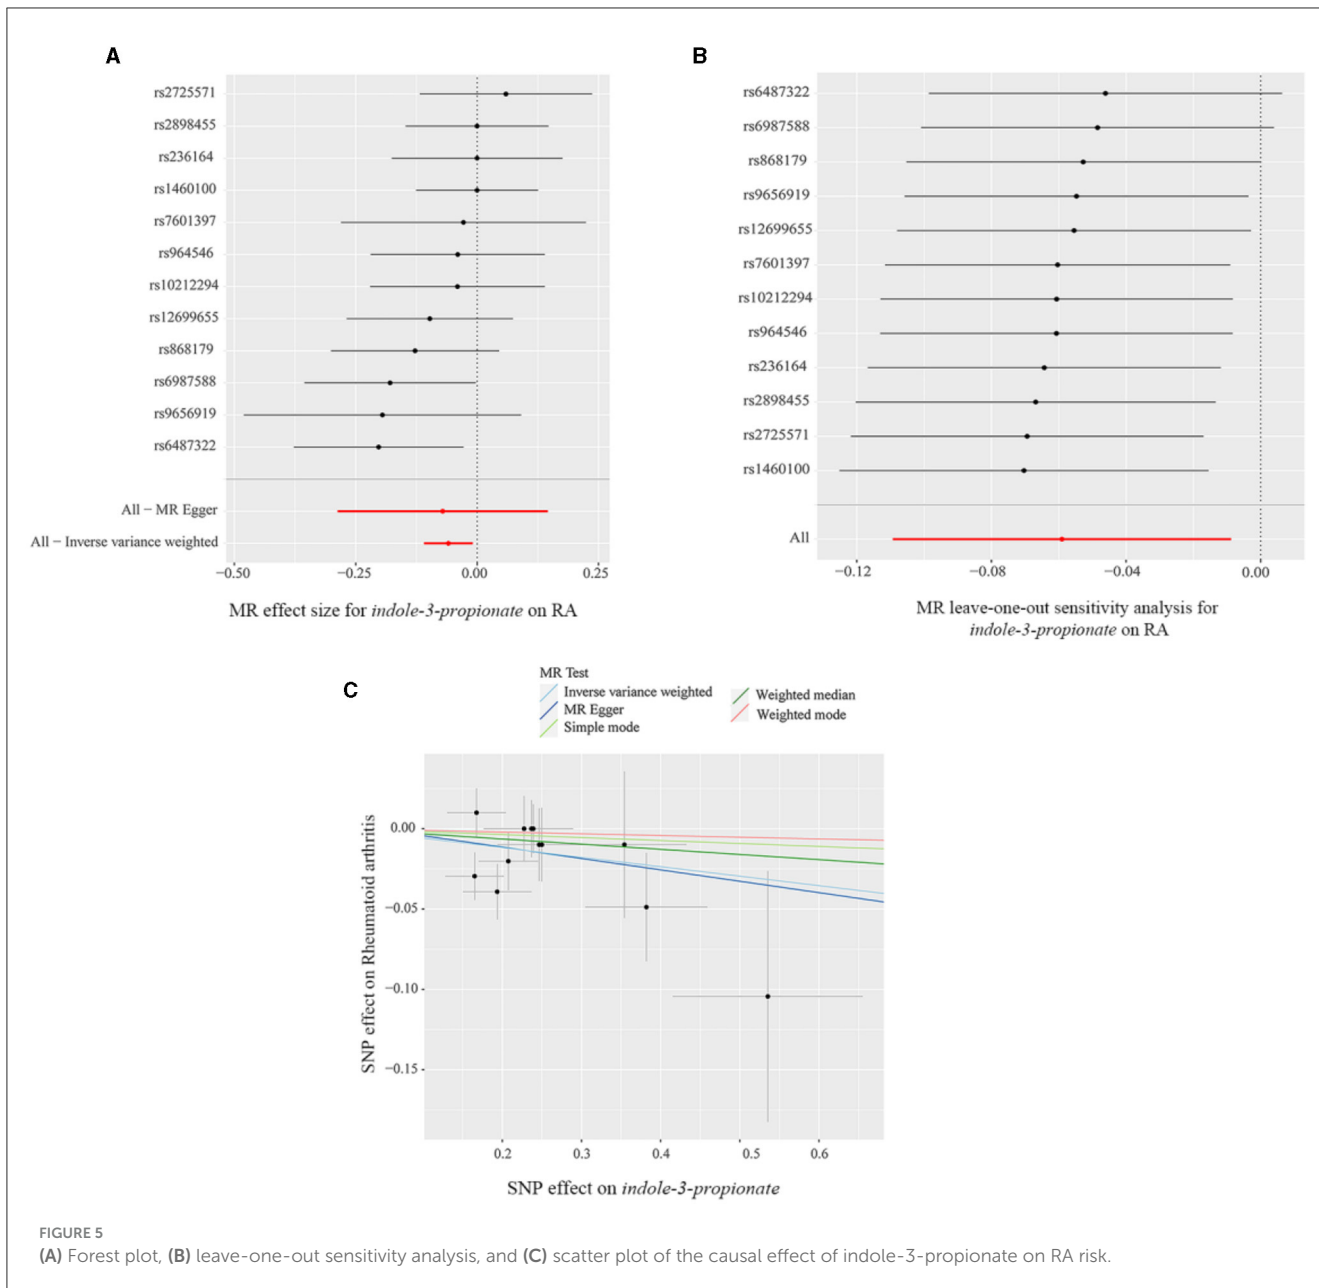 A
rs2725571
rs2898455
rs236164
rs1460100
rs7601397
rs964546
rs10212294
rs12699655
rs868179
rs6987588
rs9656919
rs6487322
All − MR Egger
All − Inverse variance weighted
−0.50 −0.25 0.00 0.25
MR effect size for indole-3-propionate on RA
B
rs6487322
rs6987588
rs868179
rs9656919
rs12699655
rs7601397
rs10212294
rs964546
rs236164
rs2898455
rs2725571
rs1460100
All
−0.12 −0.08 −0.04 0.00
MR leave-one-out sensitivity analysis for
indole-3-propionate on RA
C
MR Test
Inverse variance weighted
MR Egger
Simple mode
Weighted median
Weighted mode
SNP effect on Rheumatoid arthritis
0.00
−0.05
−0.10
−0.15
0.2 0.3 0.4 0.5 0.6
SNP effect on indole-3-propionate
FIGURE 5
(A) Forest plot, (B) leave-one-out sensitivity analysis, and (C) scatter plot of the causal effect of indole-3-propionate on RA risk.